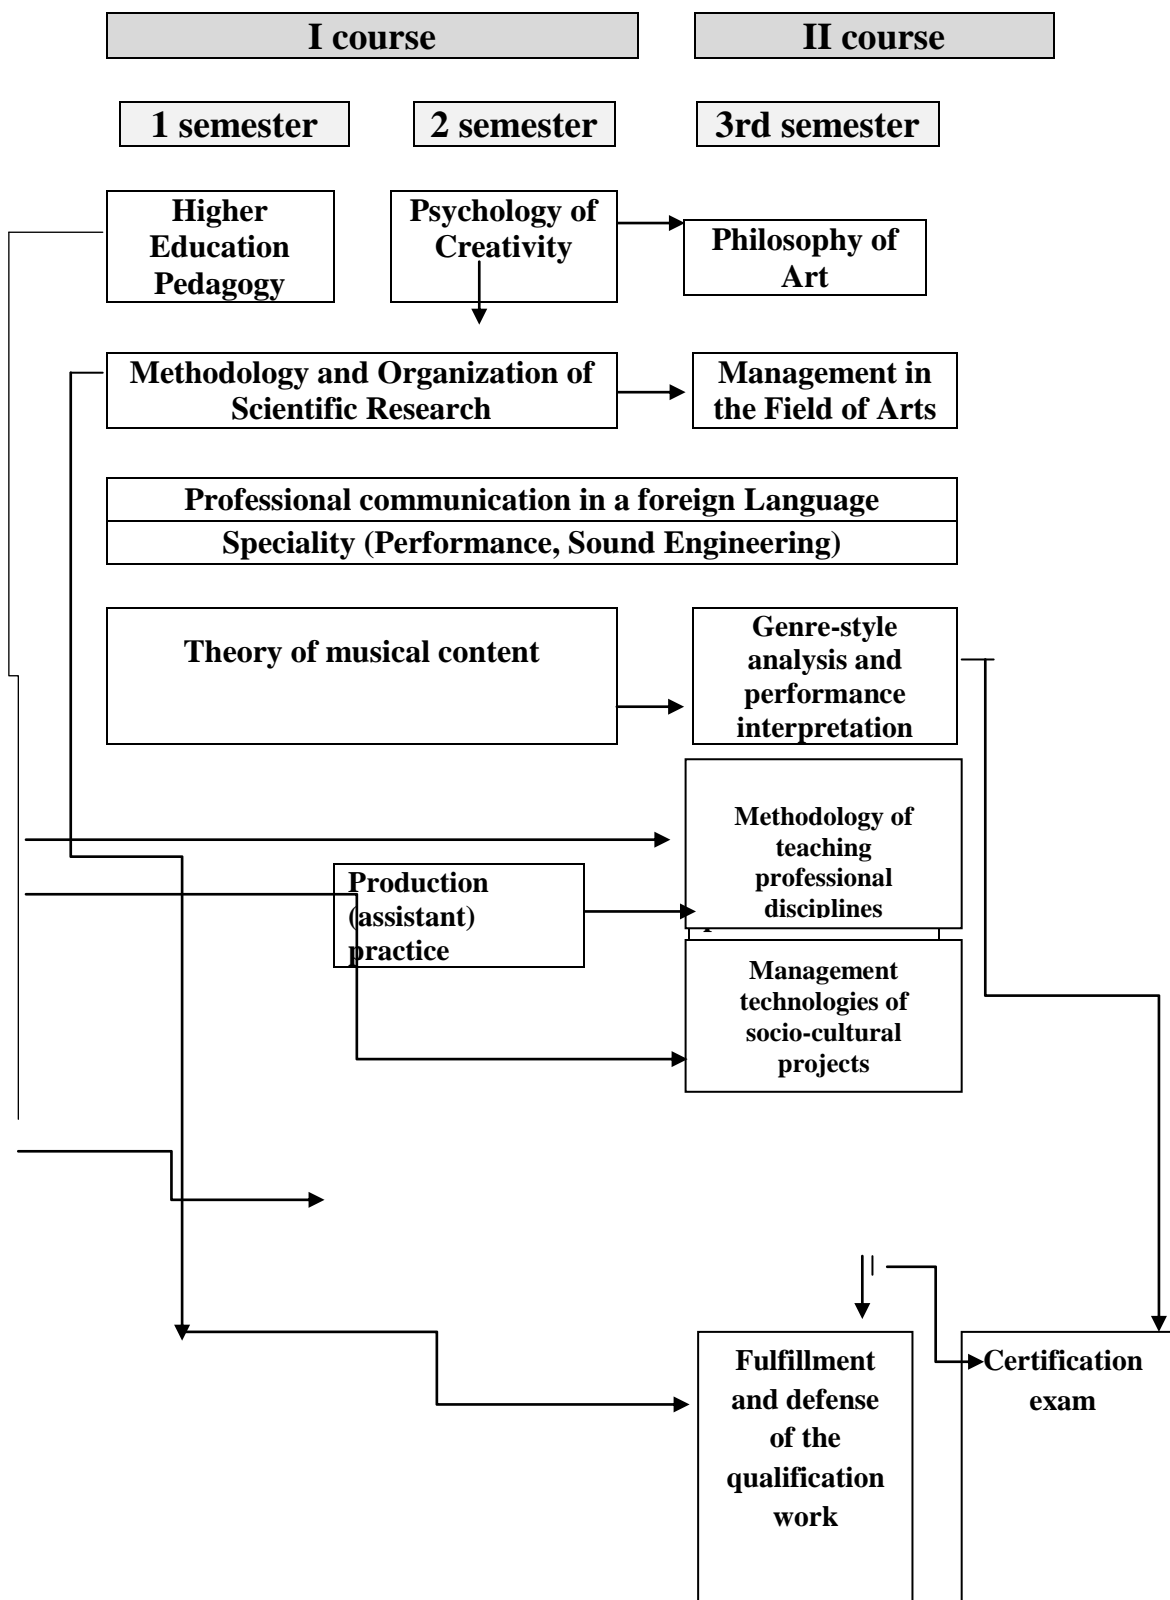 I course
II course
1 semester
2 semester
3rd semester
Higher
Education
Pedagogy
Psychology of
Creativity
Philosophy of
Art
Methodology and Organization of
Scientific Research
Management in
the Field of Arts
Professional communication in a foreign Language
Speciality (Performance, Sound Engineering)
Theory of musical content
Genre-style
analysis and
performance
interpretation
Methodology of
teaching
professional
disciplines
Production
(assistant)
practice
Management
technologies of
socio-cultural
projects
Fulfillment
and defense
of the
qualification
work
Certification
exam